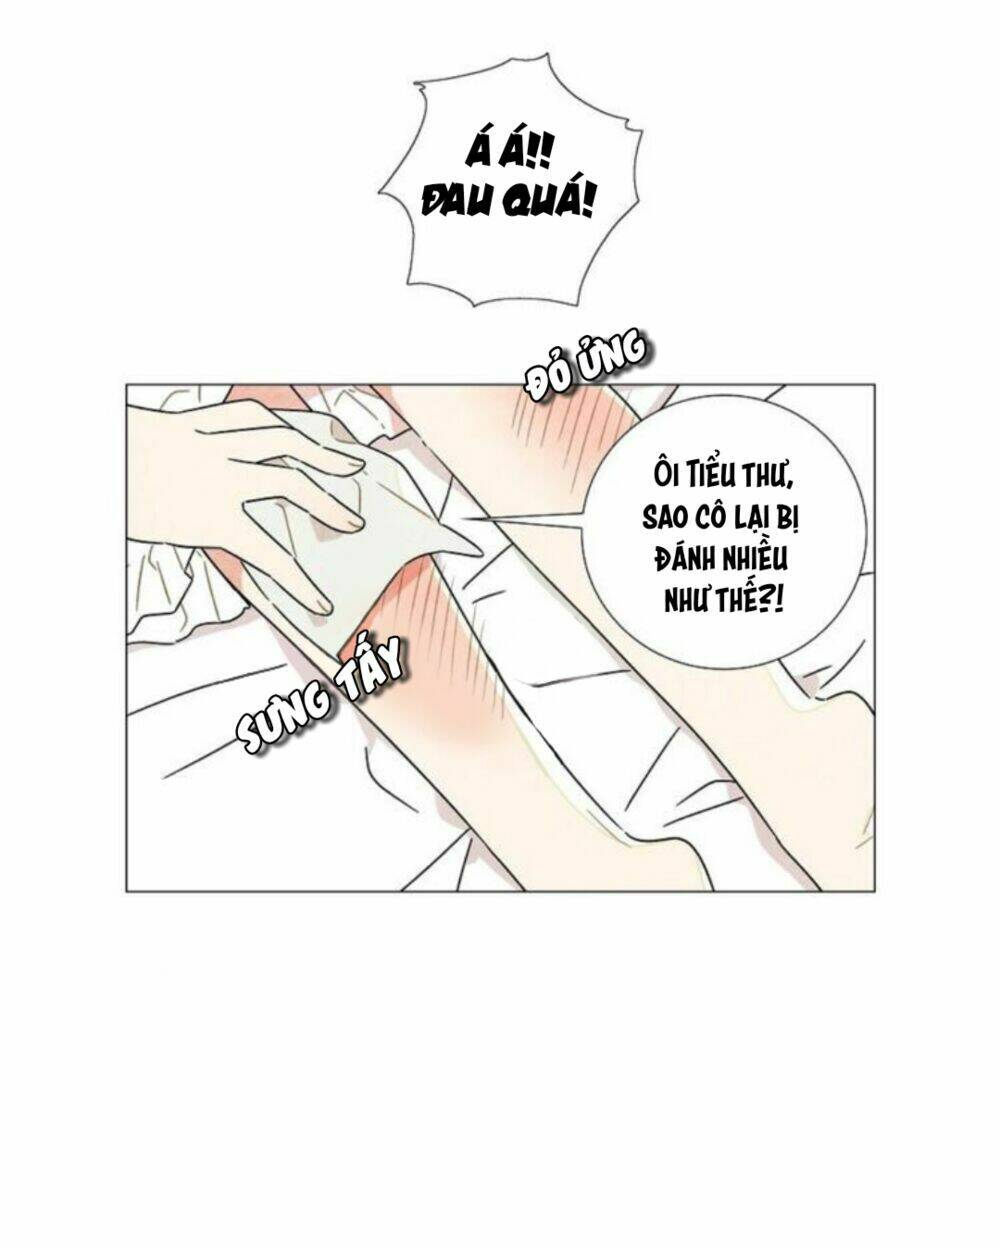 Á Á!!
ĐAU QUÁ!
ĐỎ ỬNG
ÔI TIỂU THƯ,
SAO CÔ LẠI BỊ
ĐÁNH NHIỀU
NHƯ THẾ?!
SƯNG TẤY